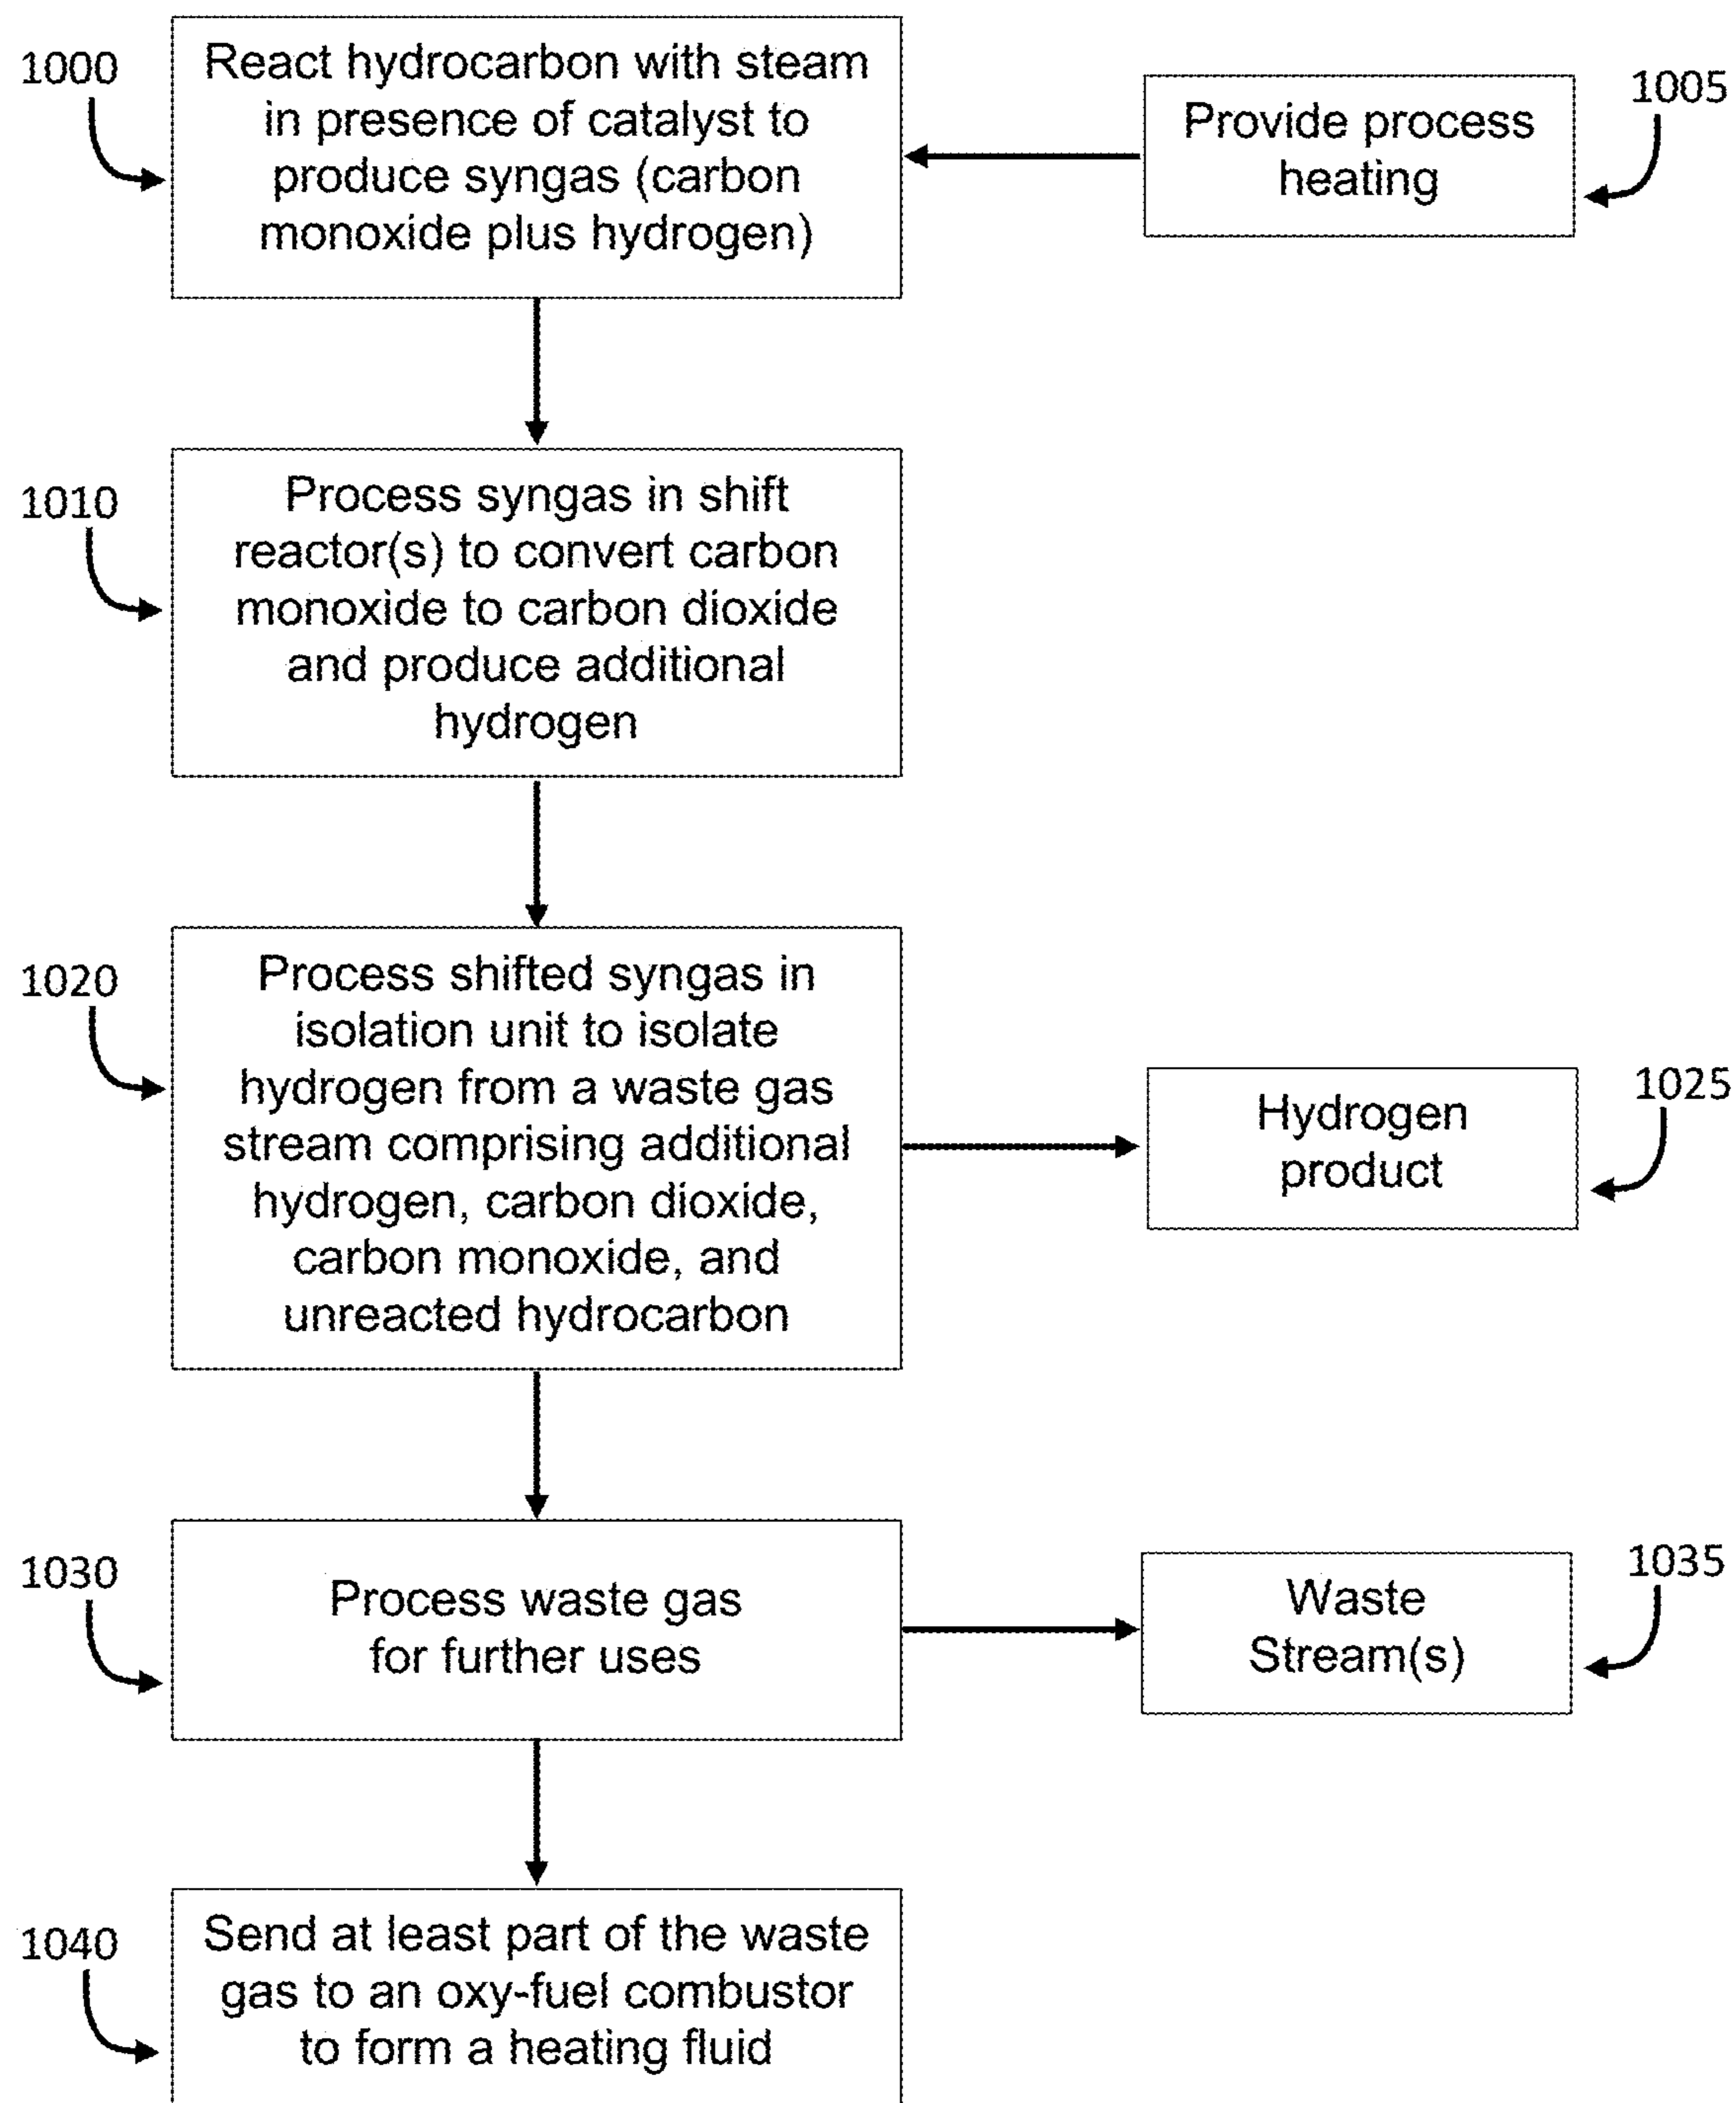 1000
React hydrocarbon with steam
in presence of catalyst to
produce syngas (carbon
monoxide plus hydrogen)
Provide process
heating
1005
1010
Process syngas in shift
reactor(s) to convert carbon
monoxide to carbon dioxide
and produce additional
hydrogen
1020
Process shifted syngas in
isolation unit to isolate
hydrogen from a waste gas
stream comprising additional
hydrogen, carbon dioxide,
carbon monoxide, and
unreacted hydrocarbon
Hydrogen
product
1025
1030
Process waste gas
for further uses
Waste
Stream(s)
1035
1040
Send at least part of the waste
gas to an oxy-fuel combustor
to form a heating fluid